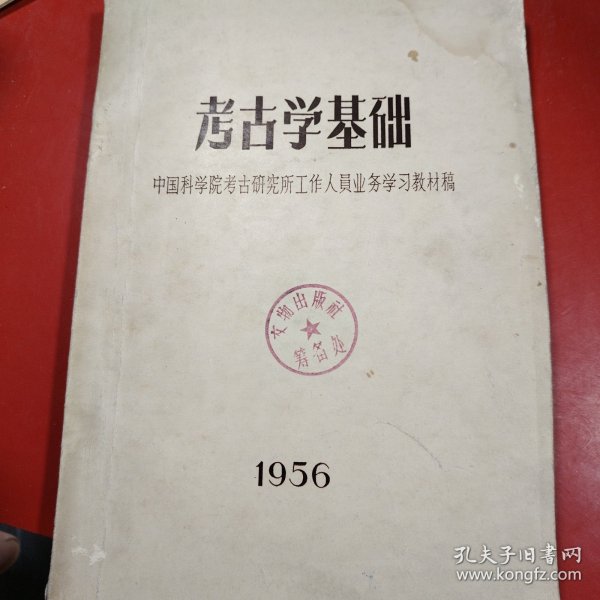 考古学基础
中国科学院考古研究所工作人員业务学习教材稿
文物出版社
筹备处
1956
孔夫子旧书网
www.kongfz.com